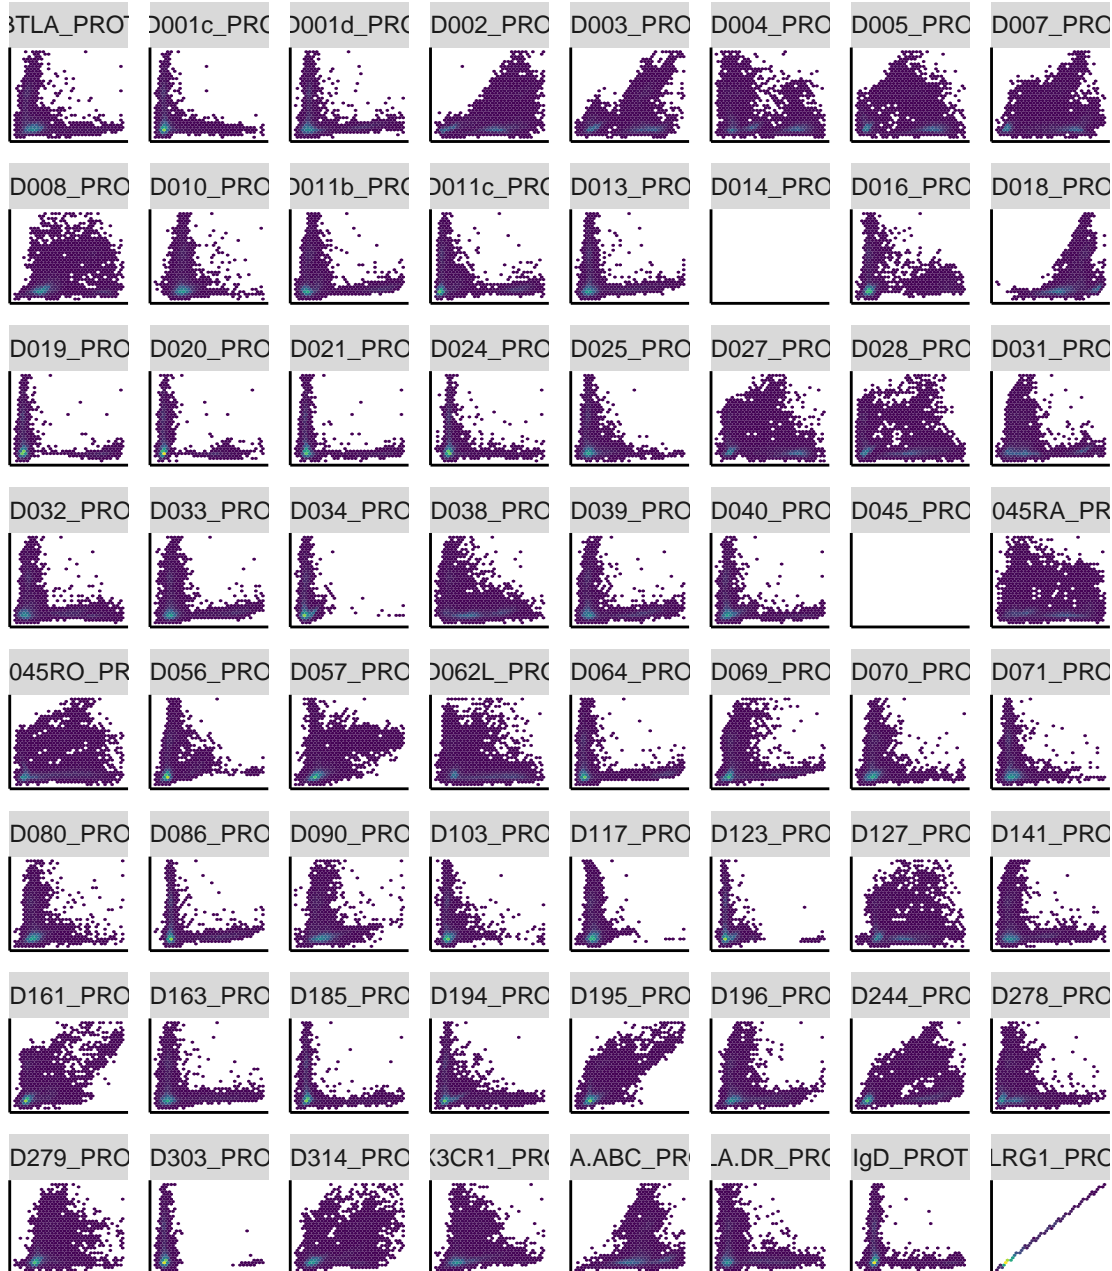 BTLA_PROT D001c_PRO D001d_PRO D002_PRO D003_PRO D004_PRO D005_PRO D007_PRO
D008_PRO D010_PRO D011b_PRO D011c_PRO D013_PRO D014_PRO D016_PRO D018_PRO
D019_PRO D020_PRO D021_PRO D024_PRO D025_PRO D027_PRO D028_PRO D031_PRO
D032_PRO D033_PRO D034_PRO D038_PRO D039_PRO D040_PRO D045_PRO 045RA_PR
045RO_PR D056_PRO D057_PRO D062L_PRO D064_PRO D069_PRO D070_PRO D071_PRO
D080_PRO D086_PRO D090_PRO D103_PRO D117_PRO D123_PRO D127_PRO D141_PRO
D161_PRO D163_PRO D185_PRO D194_PRO D195_PRO D196_PRO D244_PRO D278_PRO
D279_PRO D303_PRO D314_PRO X3CR1_PRO A.ABC_PR LA.DR_PRO IgD_PROT LRG1_PRO